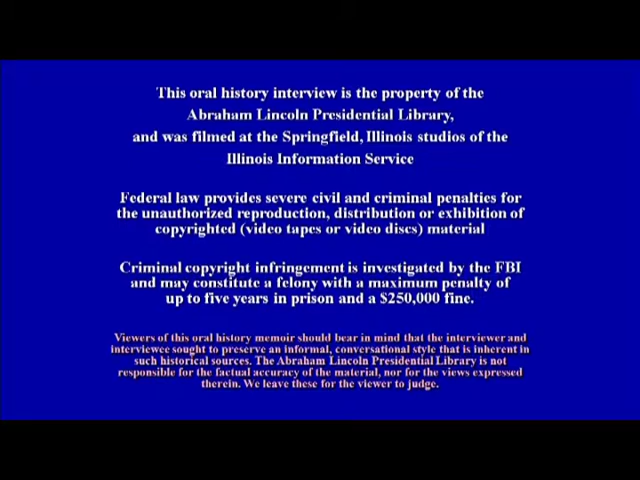 This oral history interview is the property of the
Abraham Lincoln Presidential Library,
and was filmed at the Springfield, Illinois studios of the
Illinois Information Service
Federal law provides severe civil and criminal penalties for
the unauthorized reproduction, distribution or exhibition of
copyrighted (video tapes or video discs) material
Criminal copyright infringement is investigated by the FBI
and may constitute a felony with a maximum penalty of
up to five years in prison and a $250,000 fine.
Viewers of this oral history memoir should bear in mind that the interviewer and
interviewee sought to preserve an informal, conversational style that is inherent in
such historical sources. The Abraham Lincoln Presidential Library is not
responsible for the factual accuracy of the material, nor for the views expressed
therein. We leave these for the viewer to judge.